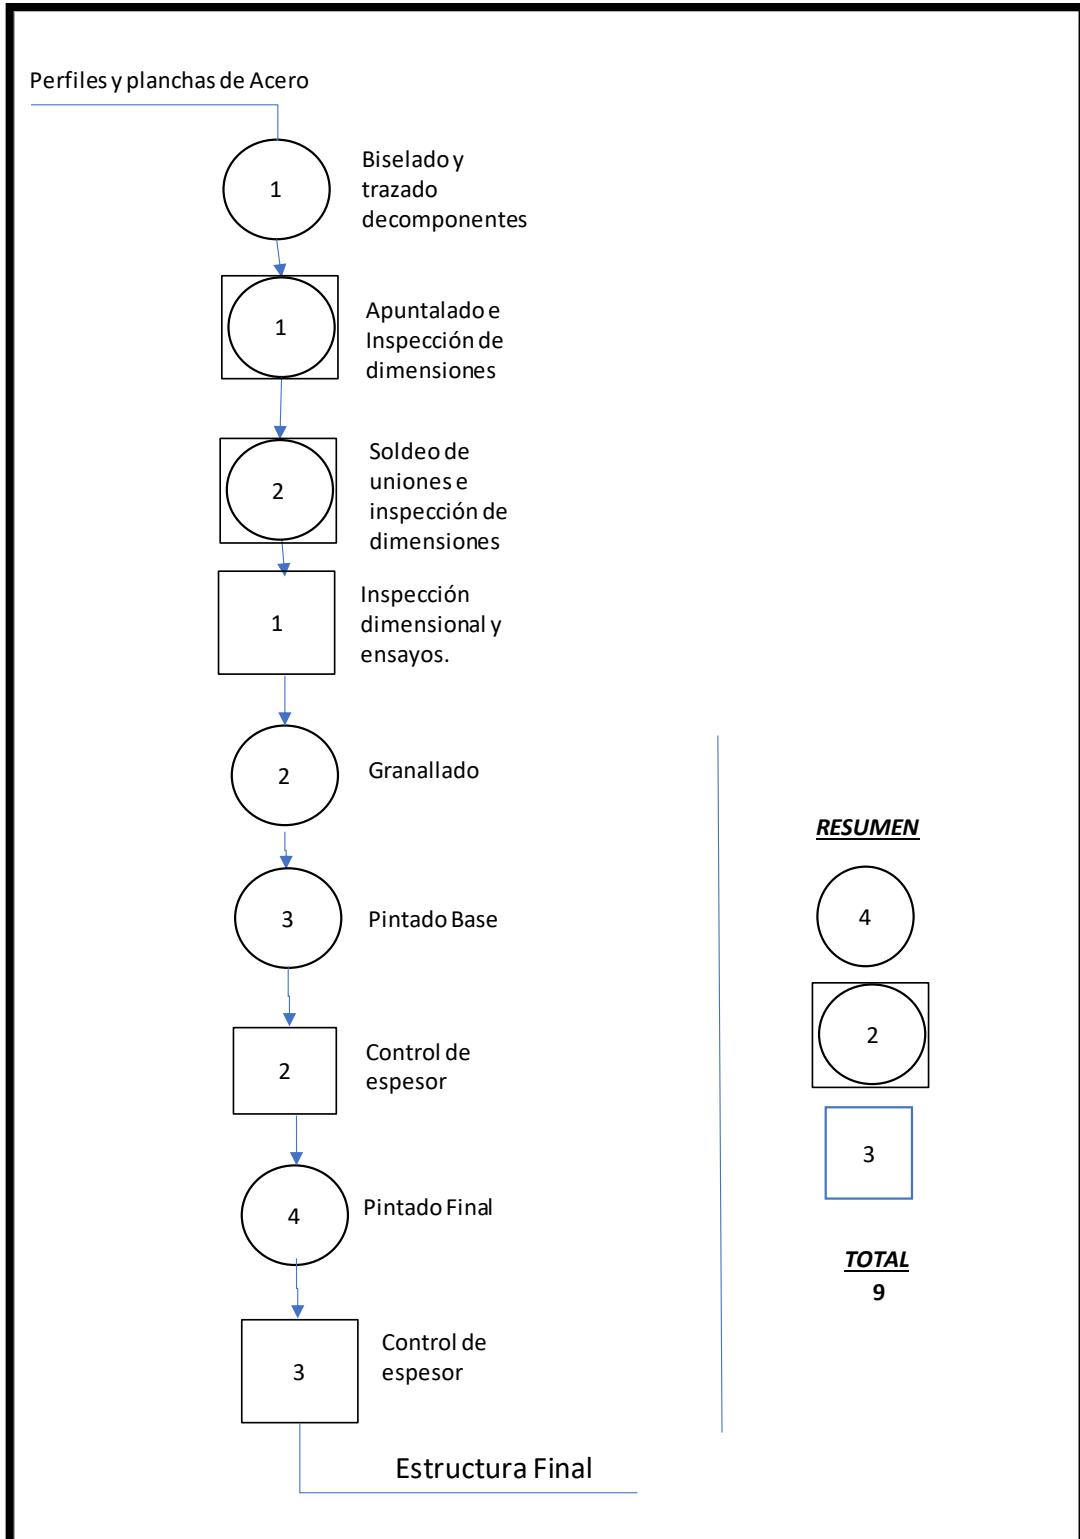 Perfiles y planchas de Acero
1
Biselado y
trazado
decomponentes
1
Apuntalado e
Inspección de
dimensiones
2
Soldeo de
uniones e
inspección de
dimensiones
1
Inspección
dimensional y
ensayos.
2
Granallado
3
Pintado Base
2
Control de
espesor
4
Pintado Final
3
Control de
espesor
Estructura Final
RESUMEN
4
2
3
TOTAL
9